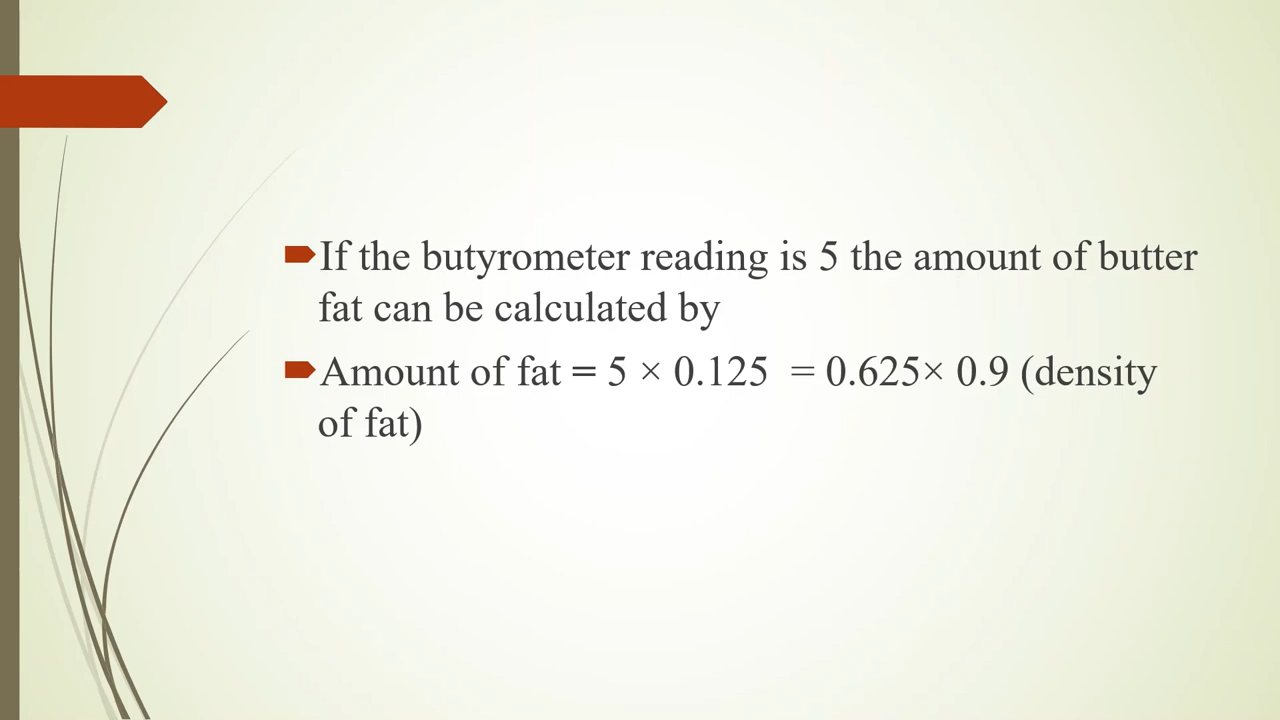 If the butyrometer reading is 5 the amount of butter
fat can be calculated by
Amount of fat = 5 × 0.125  = 0.625× 0.9 (density
of fat)